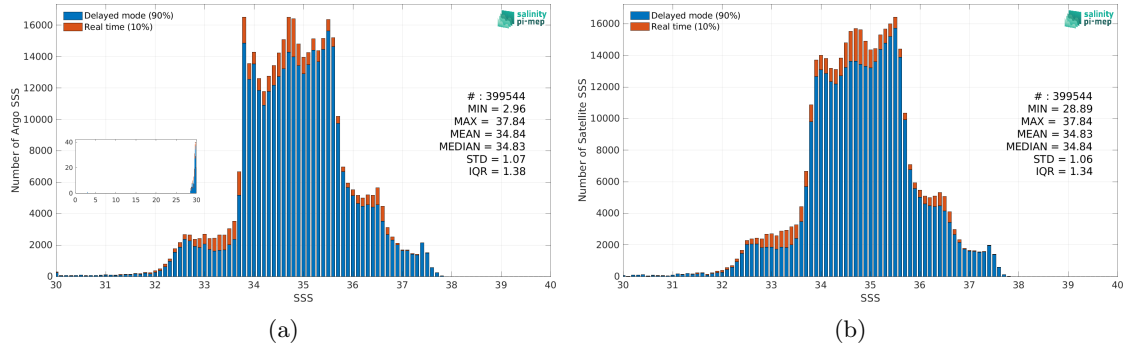 Delayed mode (90%)
Real time (10%)
salinity
pi-mep
# : 399544
MIN = 2.96
MAX = 37.84
MEAN = 34.84
MEDIAN = 34.83
STD = 1.07
IQR = 1.38
Number of Argo SSS
16000
14000
12000
10000
8000
6000
4000
2000
0
40
20
0
0 5 10 15 20 25 30
30 31 32 33 34 35 36 37 38 39 40
SSS
(a)
Delayed mode (90%)
Real time (10%)
salinity
pi-mep
# : 399544
MIN = 28.89
MAX = 37.84
MEAN = 34.83
MEDIAN = 34.84
STD = 1.06
IQR = 1.34
Number of Satellite SSS
16000
14000
12000
10000
8000
6000
4000
2000
0
30 31 32 33 34 35 36 37 38 39 40
SSS
(b)